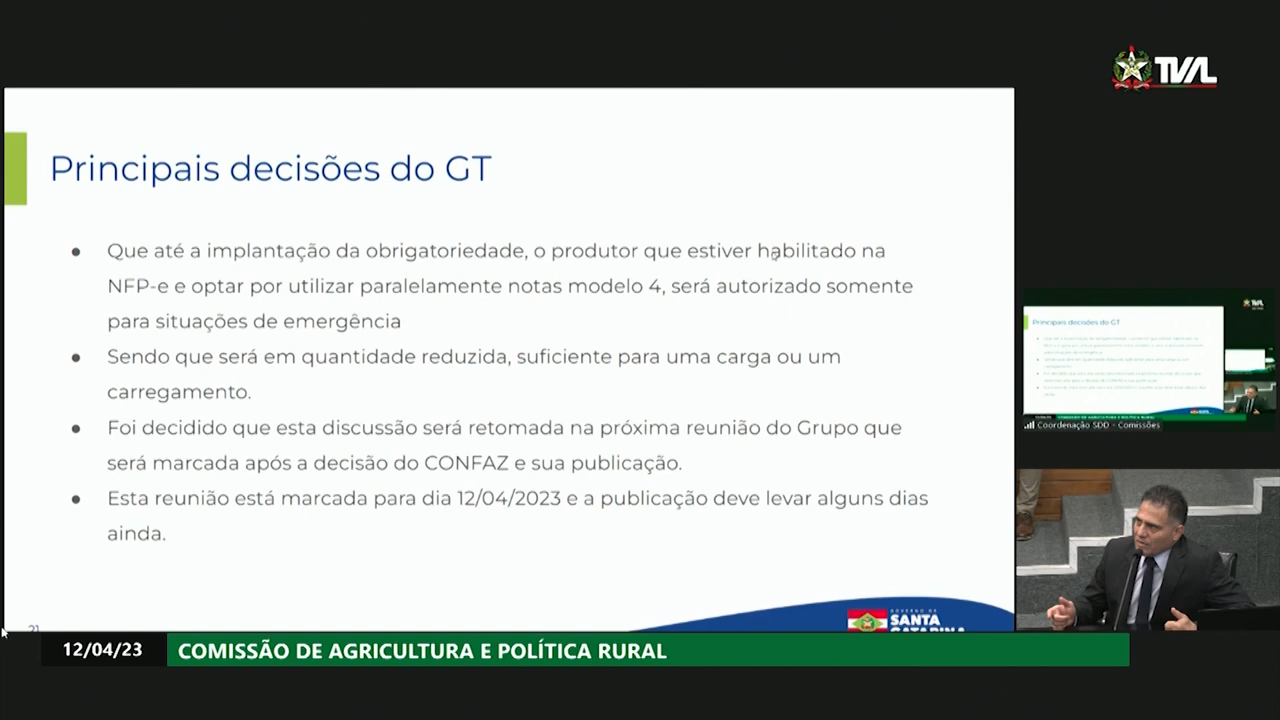 TVAL
Principais decisões do GT
● Que até a implantação da obrigatoriedade, o produtor que estiver habilitado na
NFP-e e optar por utilizar paralelamente notas modelo 4, será autorizado somente
para situações de emergência
● Sendo que será em quantidade reduzida, suficiente para uma carga ou um
carregamento.
● Foi decidido que esta discussão será retomada na próxima reunião do Grupo que
será marcada após a decisão do CONFAZ e sua publicação.
● Esta reunião está marcada para dia 12/04/2023 e a publicação deve levar alguns dias
ainda.
21
GOVERNO DE
SANTA
CATARINA
Principais decisões do GT
Coordenação SDD - Comissões
12/04/23
COMISSÃO DE AGRICULTURA E POLÍTICA RURAL